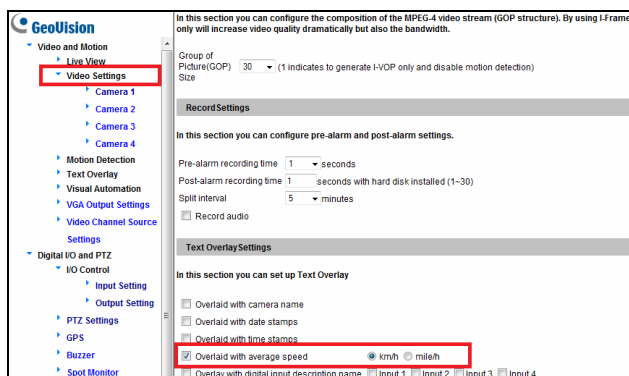 GeoVision
Video and Motion
Live View
Video Settings
Camera 1
Camera 2
Camera 3
Camera 4
Motion Detection
Text Overlay
Visual Automation
VGA Output Settings
Video Channel Source
Settings
Digital I/O and PTZ
I/O Control
Input Setting
Output Setting
PTZ Settings
GPS
Buzzer
Spot Monitor
In this section you can configure the composition of the MPEG-4 video stream (GOP structure). By using I-Frame
only will increase video quality dramatically but also the bandwidth.
Group of
Picture(GOP) 30 (1 indicates to generate I-VOP only and disable motion detection)
Size
RecordSettings
In this section you can configure pre-alarm and post-alarm settings.
Pre-alarm recording time 1 seconds
Post-alarm recording time 1 seconds with hard disk installed (1~30)
Split interval 5 minutes
Record audio
Text OverlaySettings
In this section you can set up Text Overlay
Overlaid with camera name
Overlaid with date stamps
Overlaid with time stamps
Overlaid with average speed km/h mile/h
Overlay with digital input description name Input 1 Input 2 Input 3 Input 4